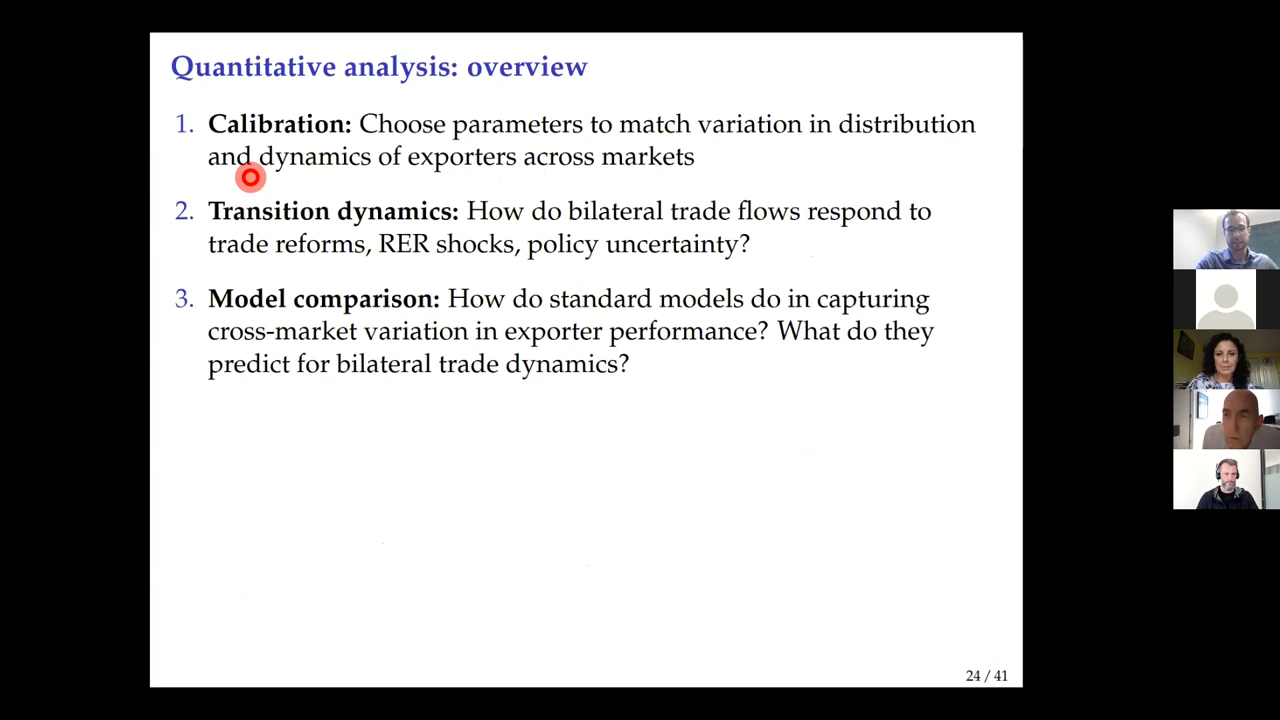 Quantitative analysis: overview
1. Calibration: Choose parameters to match variation in distribution
and dynamics of exporters across markets
2. Transition dynamics: How do bilateral trade flows respond to
trade reforms, RER shocks, policy uncertainty?
3. Model comparison: How do standard models do in capturing
cross-market variation in exporter performance? What do they
predict for bilateral trade dynamics?
24 / 41